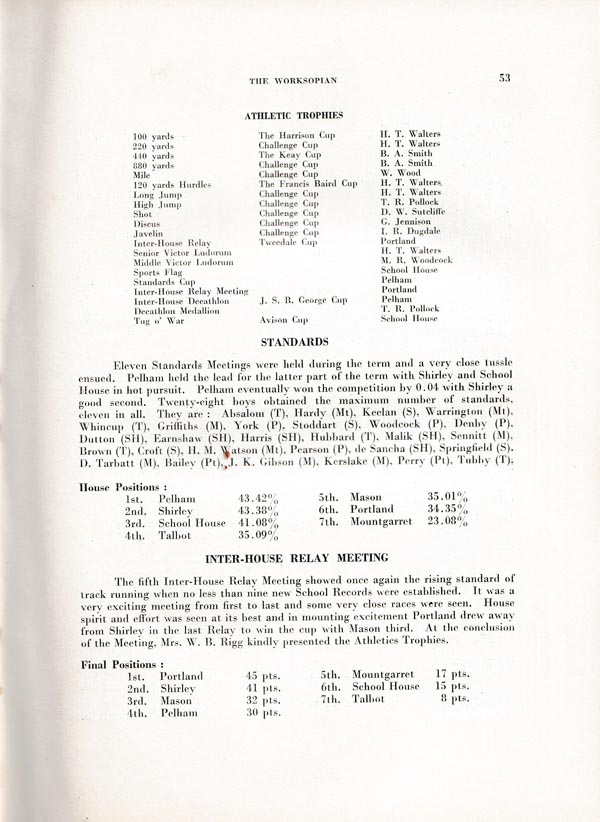 THE WORKSOPIAN 53
ATHLETIC TROPHIES
100 yards The Harrison Cup H. T. Walters
220 yards Challenge Cup H. T. Walters
440 yards The Keay Cup B. A. Smith
880 yards Challenge Cup B. A. Smith
Mile Challenge Cup W. Wood
120 yards Hurdles The Francis Baird Cup H. T. Walters
Long Jump Challenge Cup H. T. Walters
High Jump Challenge Cup T. R. Pollock
Shot Challenge Cup D. W. Sutcliffe
Discus Challenge Cup G. Jennison
Javelin Challenge Cup I. R. Dugdale
Inter-House Relay Tweedale Cup Portland
Senior Victor Ludorum H. T. Walters
Middle Victor Ludorum M. R. Woodcock
Sports Flag School House
Standards Cup Pelham
Inter-House Relay Meeting Portland
Inter-House Decathlon J. S. B. George Cup Pelham
Decathlon Medallion T. R. Pollock
Tug o' War Avison Cup School House
STANDARDS
Eleven Standards Meetings were held during the term and a very close tussle
ensued. Pelham held the lead for the latter part of the term with Shirley and School
House in hot pursuit. Pelham eventually won the competition by 0.04 with Shirley a
good second. Twenty-eight boys obtained the maximum number of standards,
eleven in all. They are : Absalom (T), Hardy (Mt), Keelan (S), Warrington (Mt),
Whincup (T), Griffiths (M), York (P), Stoddart (S), Woodcock (P), Denby (P),
Dutton (SH), Earnshaw (SH), Harris (SH), Hubbard (T), Malik (SH), Sennitt (M),
Brown (T), Croft (S), H. M. Watson (Mt), Pearson (P), de Sancha (SH), Springfield (S).
D. Tarbatt (M), Bailey (Pt), J. K. Gibson (M), Kerslake (M), Perry (Pt), Tubby (T).
House Positions :
1st. Pelham 43.42% 5th. Mason 35.01%
2nd. Shirley 43.38% 6th. Portland 34.35%
3rd. School House 41.08% 7th. Mountgarret 23.08%
4th. Talbot 35.09%
INTER-HOUSE RELAY MEETING
The fifth Inter-House Relay Meeting showed once again the rising standard of
track running when no less than nine new School Records were established. It was a
very exciting meeting from first to last and some very close races were seen. House
spirit and effort was seen at its best and in mounting excitement Portland drew away
from Shirley in the last Relay to win the cup with Mason third. At the conclusion
of the Meeting, Mrs. W. B. Rigg kindly presented the Athletics Trophies.
Final Positions :
1st. Portland 45 pts. 5th. Mountgarret 17 pts.
2nd. Shirley 41 pts. 6th. School House 15 pts.
3rd. Mason 32 pts. 7th. Talbot 8 pts.
4th. Pelham 30 pts.